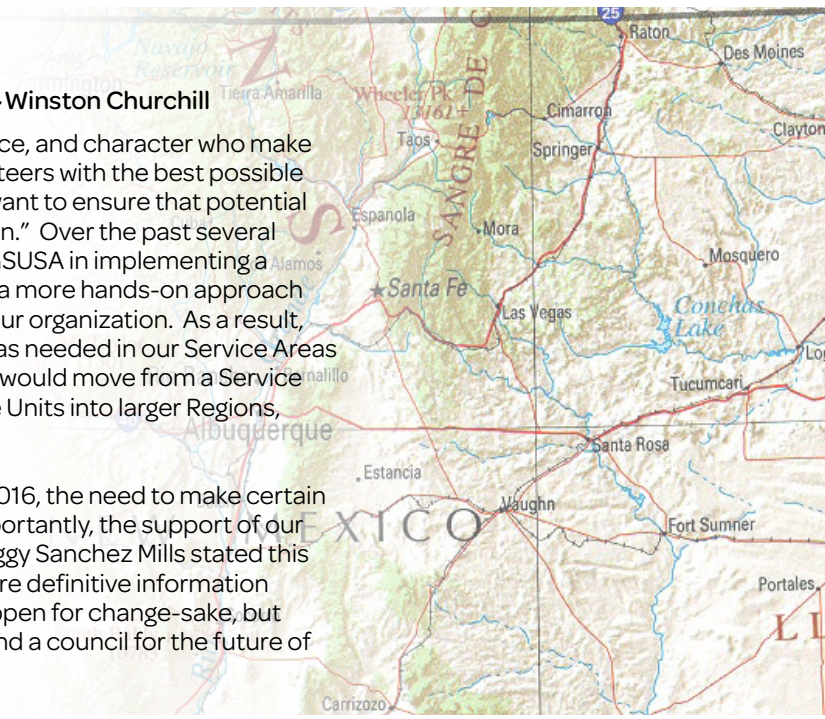 -Winston Churchill
ce, and character who make
teers with the best possible
vant to ensure that potential
n.” Over the past several
SUSA in implementing a
a more hands-on approach
ur organization. As a result,
as needed in our Service Areas
would move from a Service
e Units into larger Regions,
016, the need to make certain
portantly, the support of our
ggy Sanchez Mills stated this
re definitive information
open for change-sake, but
nd a council for the future of
25
Raton
Des Moines
Navajo
Reservoir
Tierra Amarilla
Wheeler Pk
13161
Cimarron
Clayton
Taos
Springer
SANGRE DE C
Espanola
Mora
Alamos
Mosquero
Santa Fe
Las Vegas
Conchas
Lake
Bernalillo
Tucumcari
Albuquerque
Santa Rosa
Estancia
Vaughn
MEXICO
Fort Sumner
Portales
Carrizozo